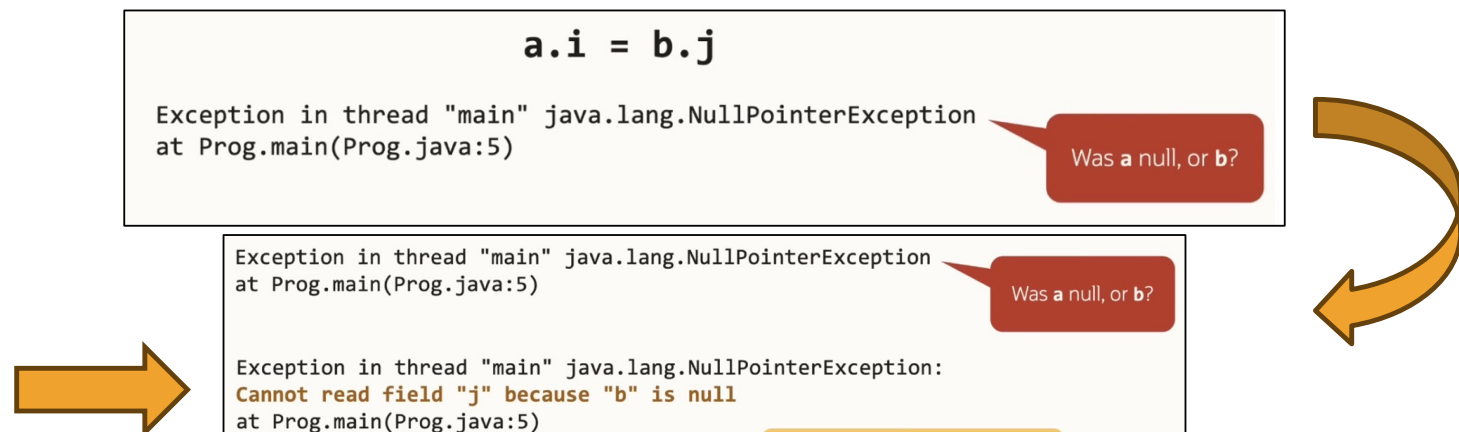 a.i = b.j
Exception in thread "main" java.lang.NullPointerException
at Prog.main(Prog.java:5)
Was a null, or b?
Exception in thread "main" java.lang.NullPointerException
at Prog.main(Prog.java:5)
Was a null, or b?
Exception in thread "main" java.lang.NullPointerException:
Cannot read field "j" because "b" is null
at Prog.main(Prog.java:5)